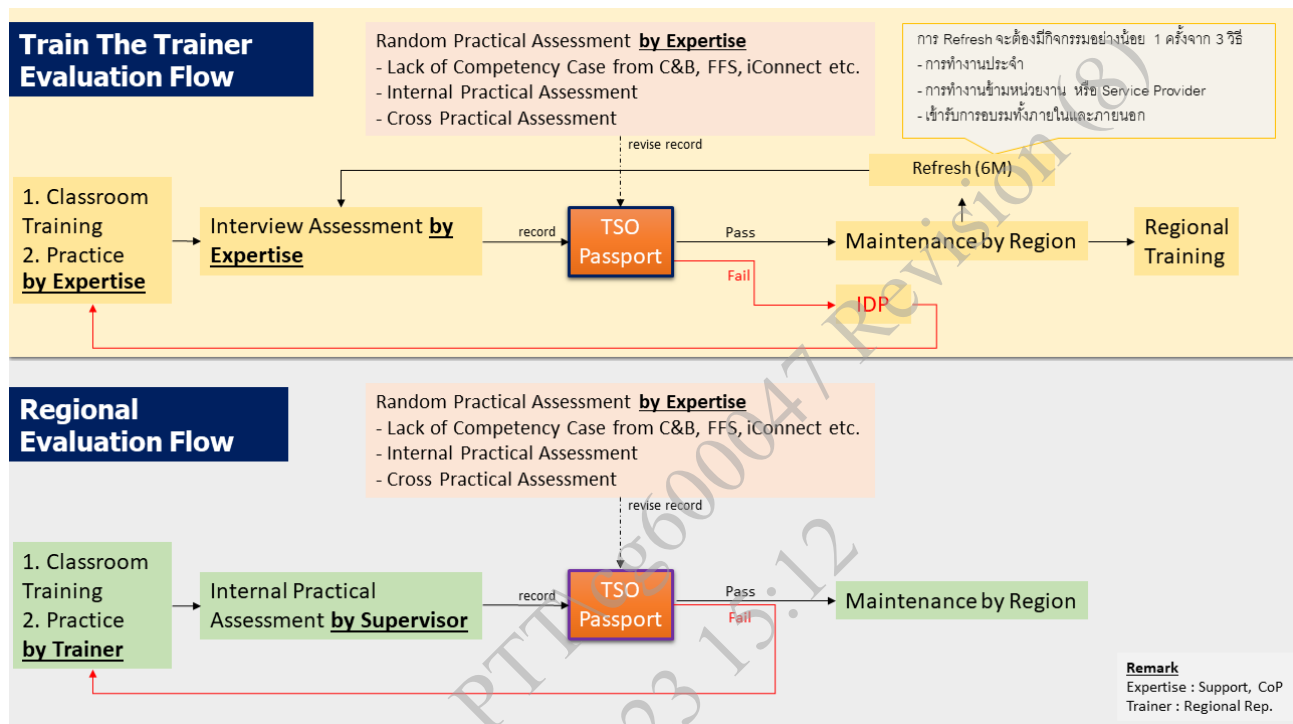 Train The Trainer
Evaluation Flow
Random Practical Assessment by Expertise
- Lack of Competency Case from C&B, FFS, iConnect etc.
- Internal Practical Assessment
- Cross Practical Assessment
การ Refresh จะต้องมีกิจกรรมอย่างน้อย 1 ครั้งจาก 3 วิธี
- การทำงานประจำ
- การทำงานข้ามหน่วยงาน หรือ Service Provider
- เข้ารับการอบรมทั้งภายในและภายนอก
revise record
Refresh (6M)
1. Classroom
Training
2. Practice
by Expertise
Interview Assessment by
Expertise
record
TSO
Passport
Pass
Fail
Maintenance by Region
Regional
Training
IDP
Regional
Evaluation Flow
Random Practical Assessment by Expertise
- Lack of Competency Case from C&B, FFS, iConnect etc.
- Internal Practical Assessment
- Cross Practical Assessment
revise record
1. Classroom
Training
2. Practice
by Trainer
Internal Practical
Assessment by Supervisor
record
TSO
Passport
Pass
Fail
Maintenance by Region
Remark
Expertise : Support, CoP
Trainer : Regional Rep.
Revision (8)
15:12